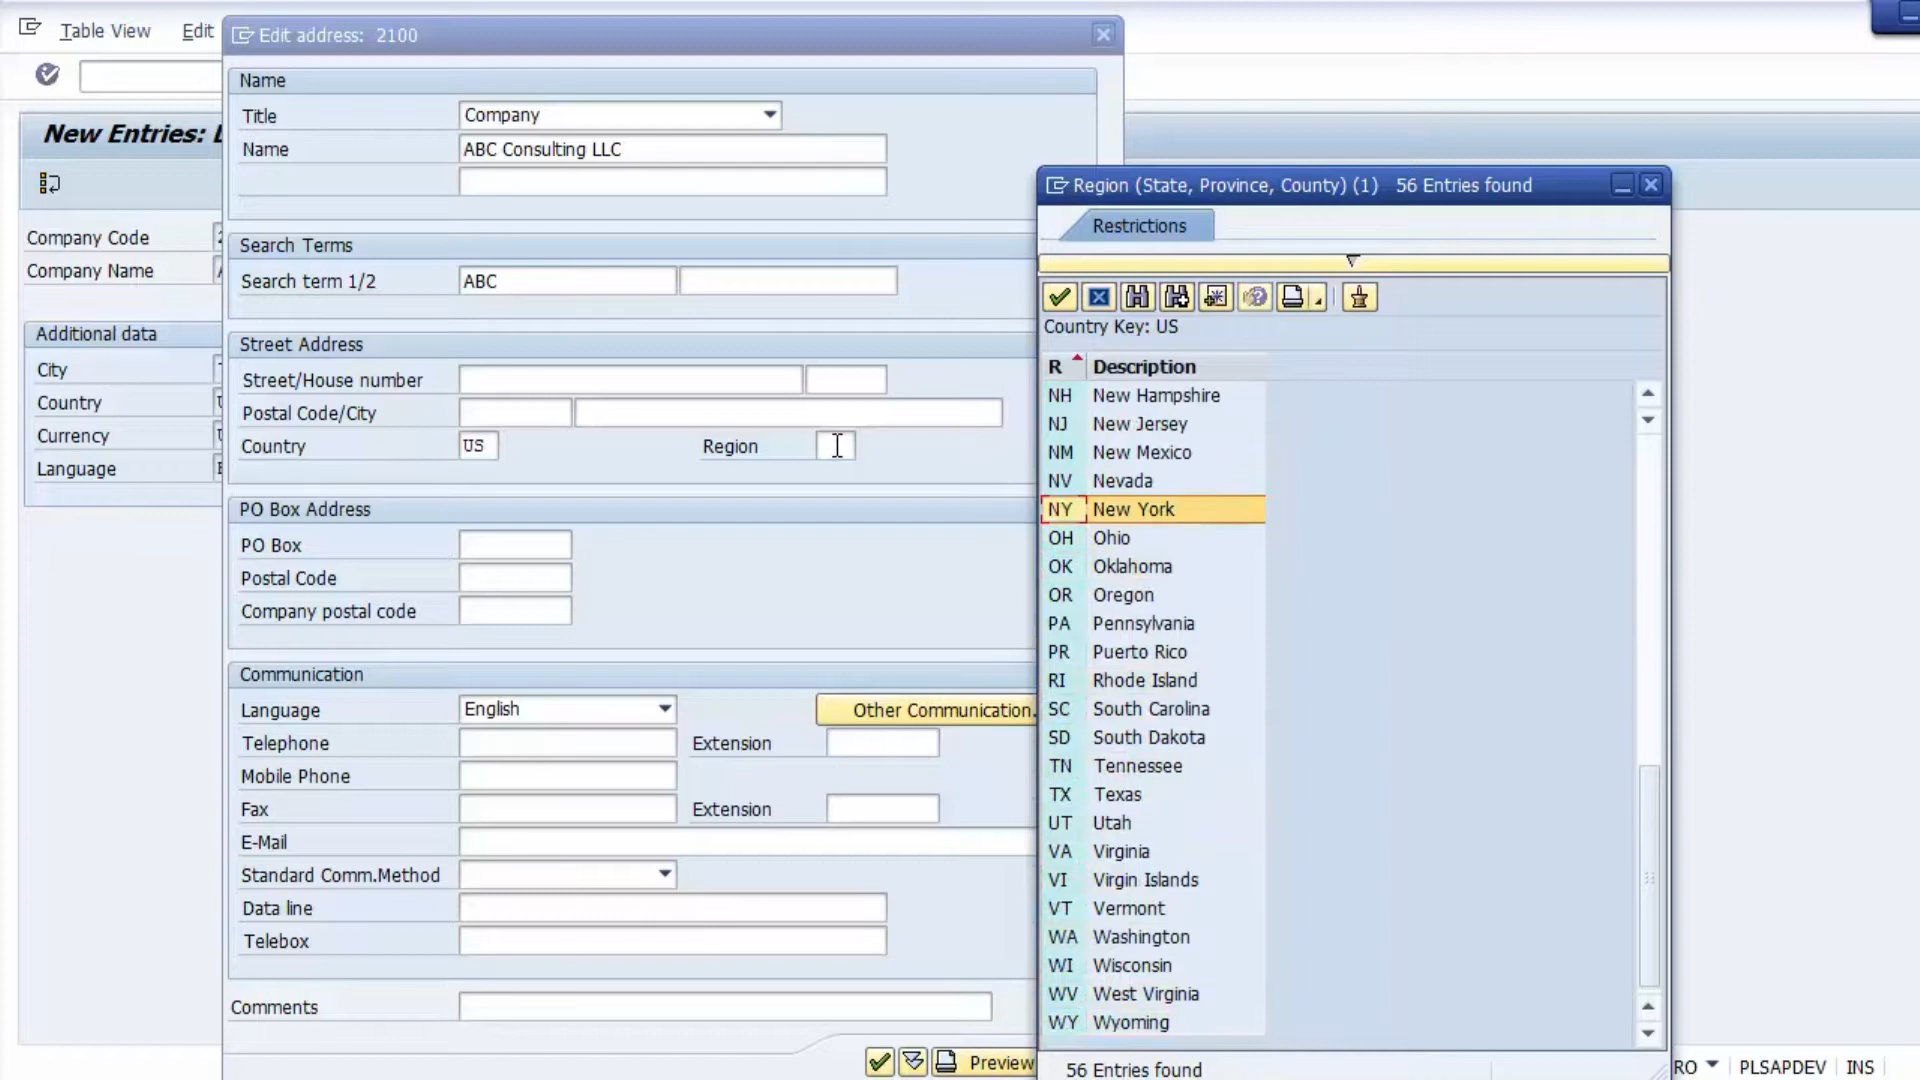 Table View Edit
Edit address: 2100
New Entries:
Company Code
Company Name
Additional data
City
Country
Currency
Language
Name
Title Company
Name ABC Consulting LLC
Search Terms
Search term 1/2 ABC
Street Address
Street/House number
Postal Code/City
Country US Region
PO Box Address
PO Box
Postal Code
Company postal code
Communication
Language English Other Communication.
Telephone Extension
Mobile Phone
Fax Extension
E-Mail
Standard Comm.Method
Data line
Telebox
Comments
Preview
Region (State, Province, County) (1) 56 Entries found
Restrictions
Country Key: US
R Description
NH New Hampshire
NJ New Jersey
NM New Mexico
NV Nevada
NY New York
OH Ohio
OK Oklahoma
OR Oregon
PA Pennsylvania
PR Puerto Rico
RI Rhode Island
SC South Carolina
SD South Dakota
TN Tennessee
TX Texas
UT Utah
VA Virginia
VI Virgin Islands
VT Vermont
WA Washington
WI Wisconsin
WV West Virginia
WY Wyoming
56 Entries found
RO PLSAPDEV INS